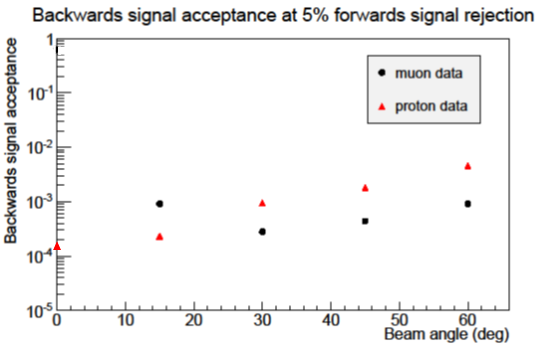 Backwards signal acceptance at 5% forwards signal rejection
Backwards signal acceptance
1
10-1
10-2
10-3
10-4
10-5
muon data
proton data
0 10 20 30 40 50 60
Beam angle (deg)